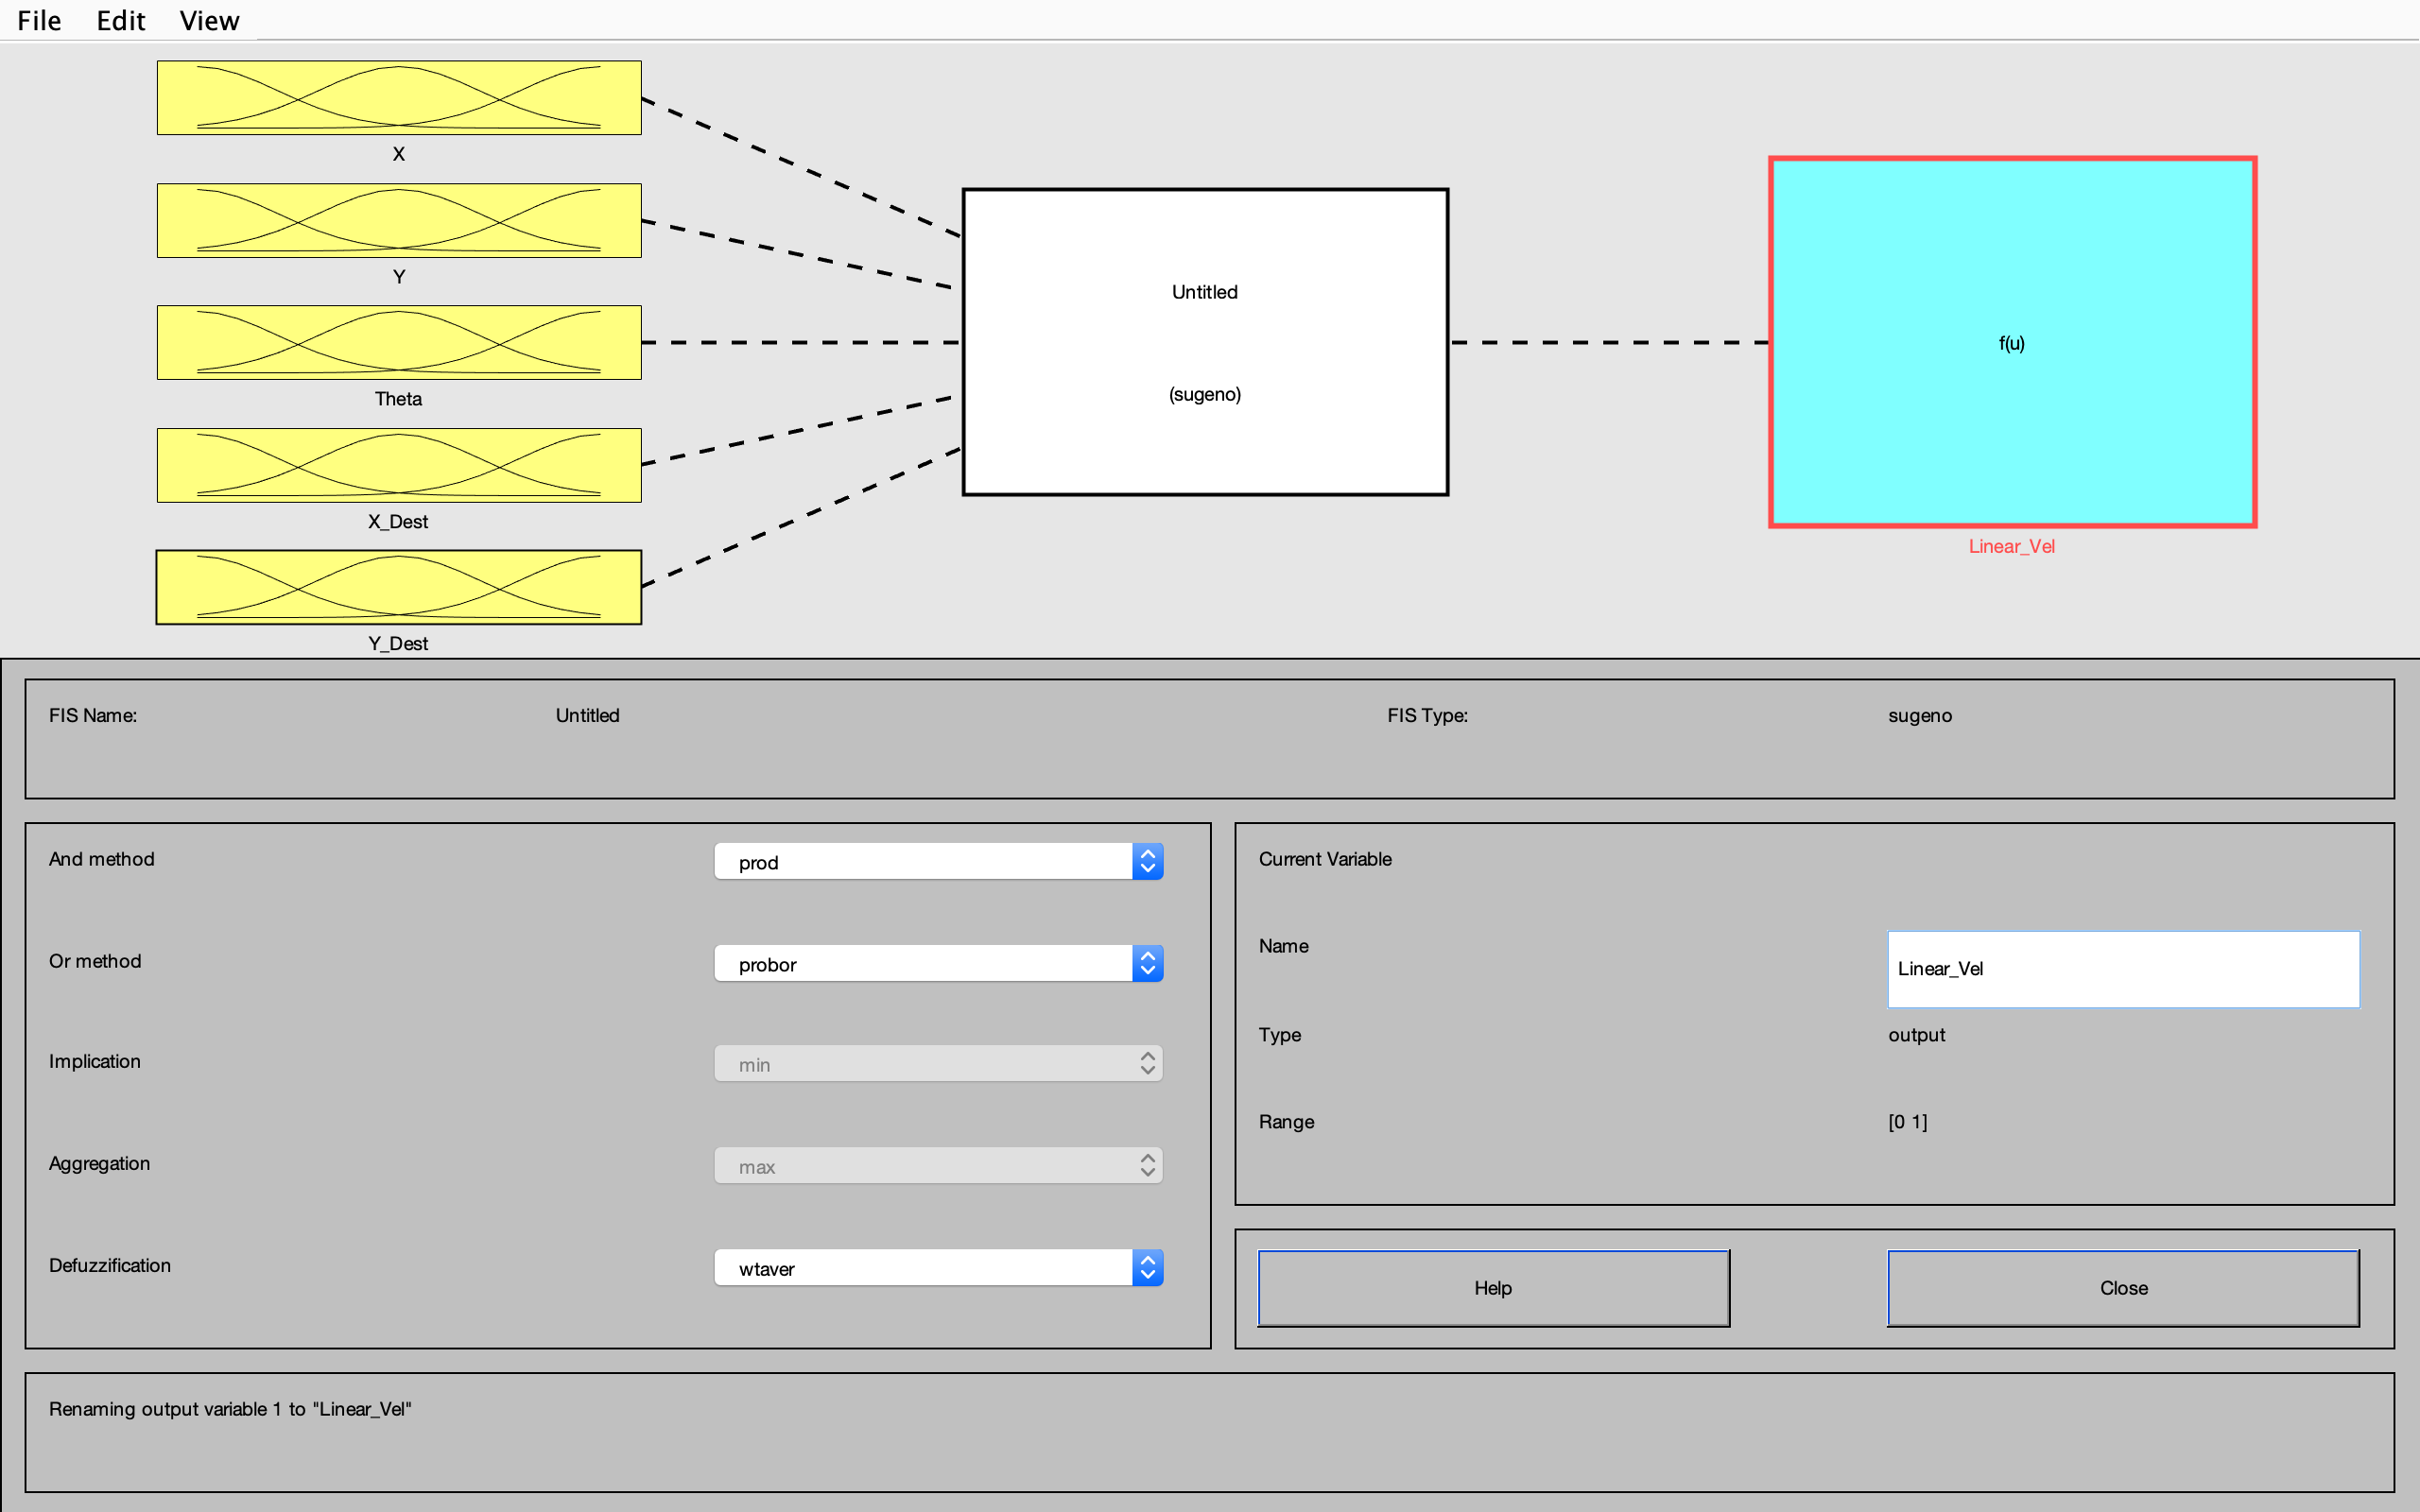 File Edit View
X
Y
Theta
X_Dest
Y_Dest
Untitled
(sugeno)
f(u)
Linear_Vel
FIS Name: Untitled FIS Type: sugeno
And method prod
Or method probor
Implication min
Aggregation max
Defuzzification wtaver
Current Variable
Name Linear_Vel
Type output
Range [0 1]
Help Close
Renaming output variable 1 to "Linear_Vel"